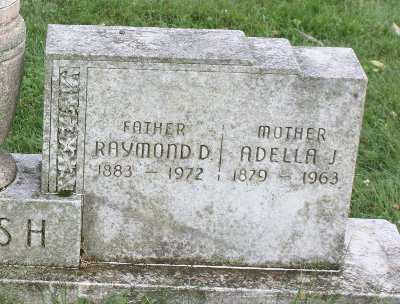 FATHER
RAYMOND D.
1883 — 1972
MOTHER
ADELLA J.
1879 — 1963
SH